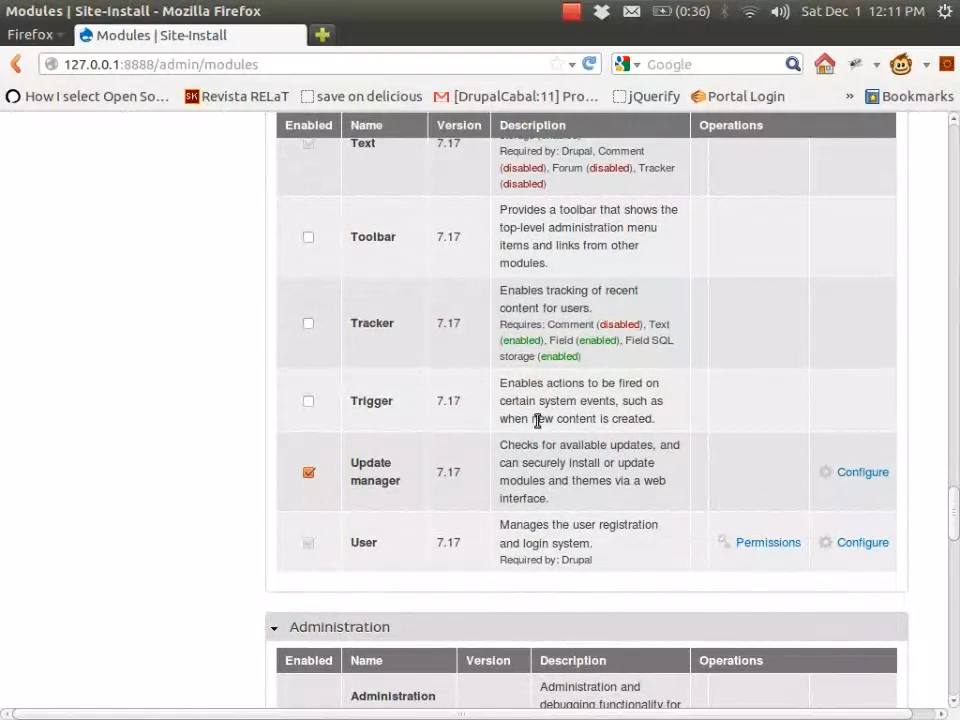 Modules | Site-Install - Mozilla Firefox
(0:36)
Sat Dec 1 12:11 PM
Firefox
Modules | Site-Install
127.0.0.1:8888/admin/modules
Google
How I select Open So...
Revista RELaT
save on delicious
[DrupalCabal:11] Pro...
jQuerify
Portal Login
»
Bookmarks
Enabled Name Version Description Operations
Text 7.17
Required by: Drupal, Comment
(disabled), Forum (disabled), Tracker
(disabled)
Toolbar 7.17
Provides a toolbar that shows the
top-level administration menu
items and links from other
modules.
Tracker 7.17
Enables tracking of recent
content for users.
Requires: Comment (disabled), Text
(enabled), Field (enabled), Field SQL
storage (enabled)
Trigger 7.17
Enables actions to be fired on
certain system events, such as
when new content is created.
Update
manager
7.17
Checks for available updates, and
can securely install or update
modules and themes via a web
interface.
Configure
User 7.17
Manages the user registration
and login system.
Required by: Drupal
Permissions Configure
Administration
Enabled Name Version Description Operations
Administration
Administration and
debugging functionality for